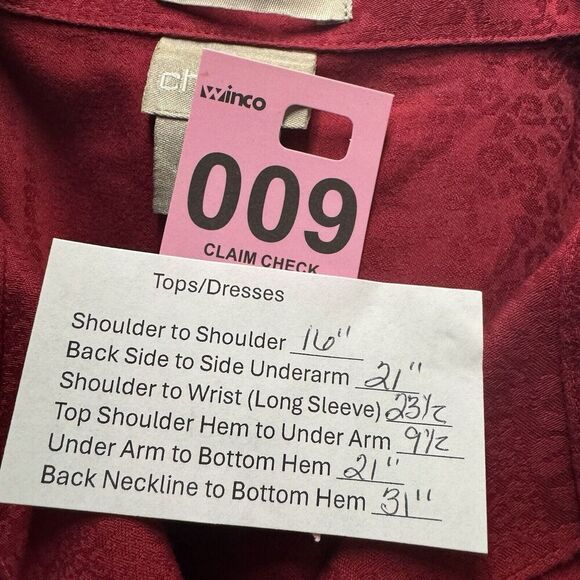 Winco
009
CLAIM CHECK
Tops/Dresses
Shoulder to Shoulder 16"
Back Side to Side Underarm 21"
Shoulder to Wrist (Long Sleeve) 23½
Top Shoulder Hem to Under Arm 9½
Under Arm to Bottom Hem 21"
Back Neckline to Bottom Hem 31"